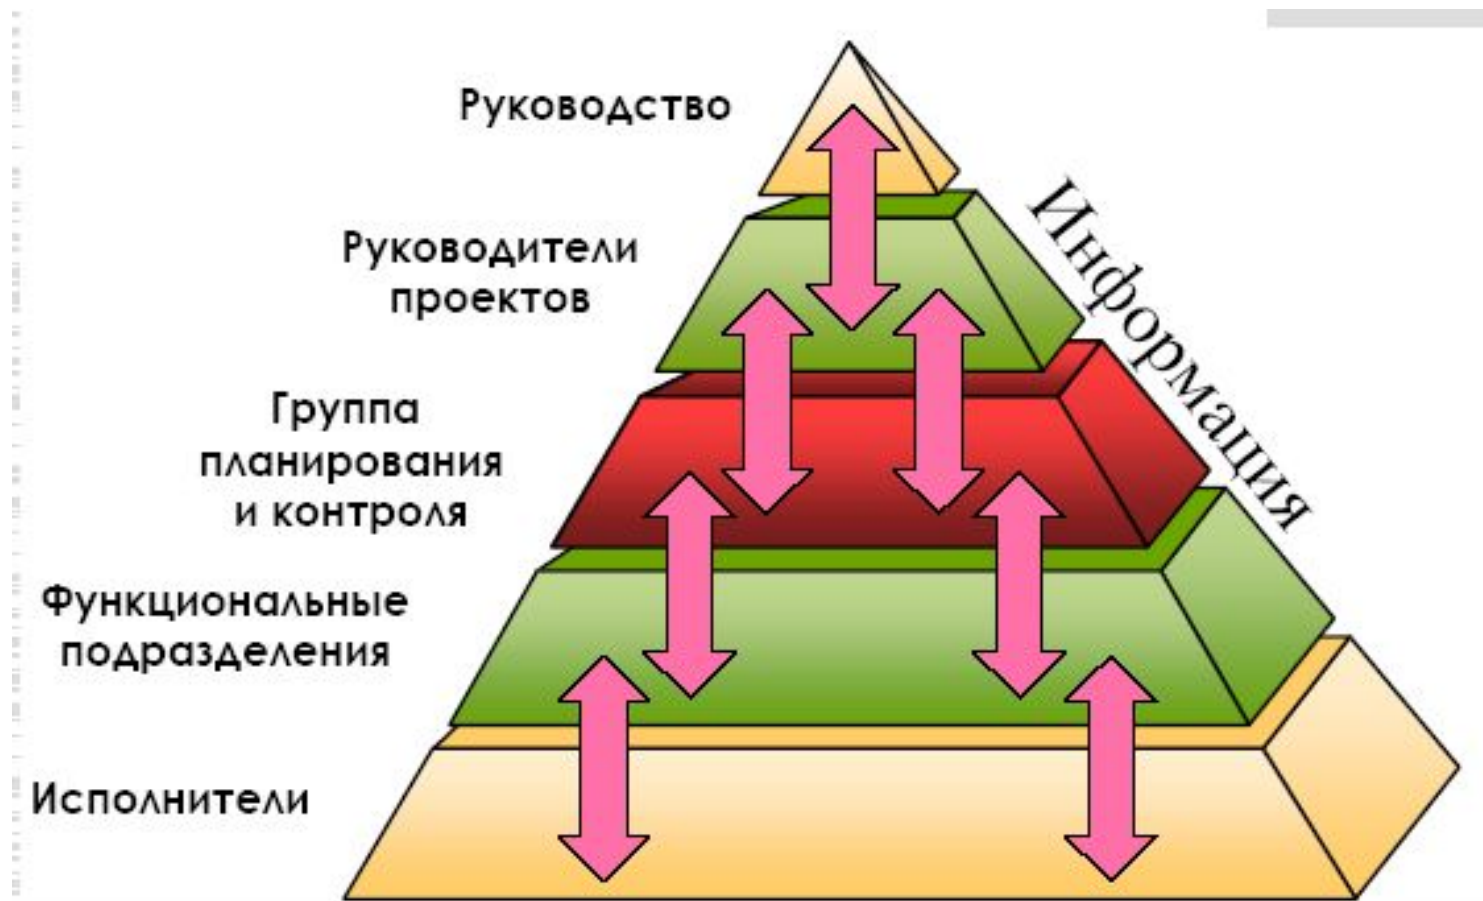 Руководство
Руководители
проектов
Информация
Группа
планирования
и контроля
Функциональные
подразделения
Исполнители